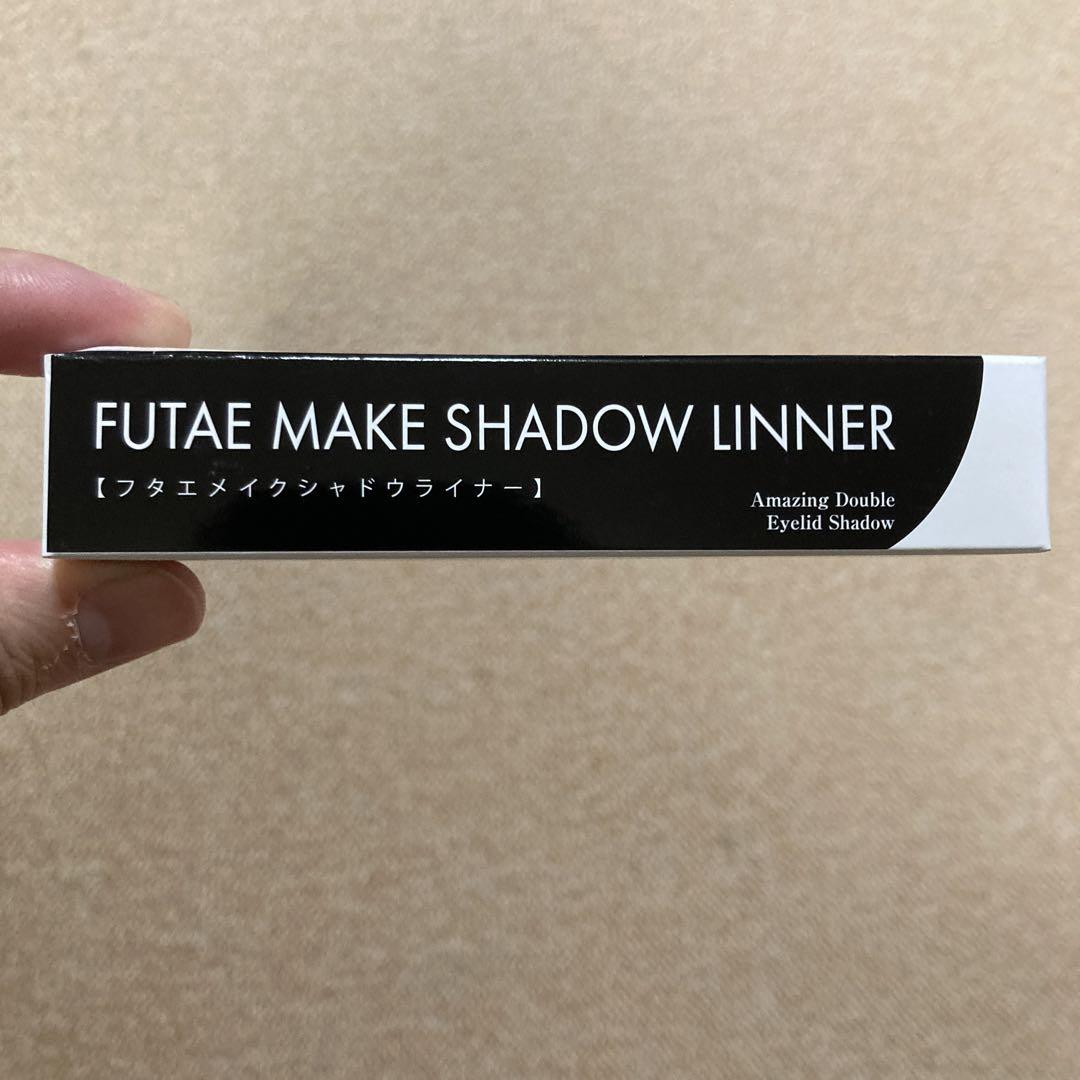 FUTAE MAKE SHADOW LINNER
【フタエメイクシャドウライナー】
Amazing Double
Eyelid Shadow